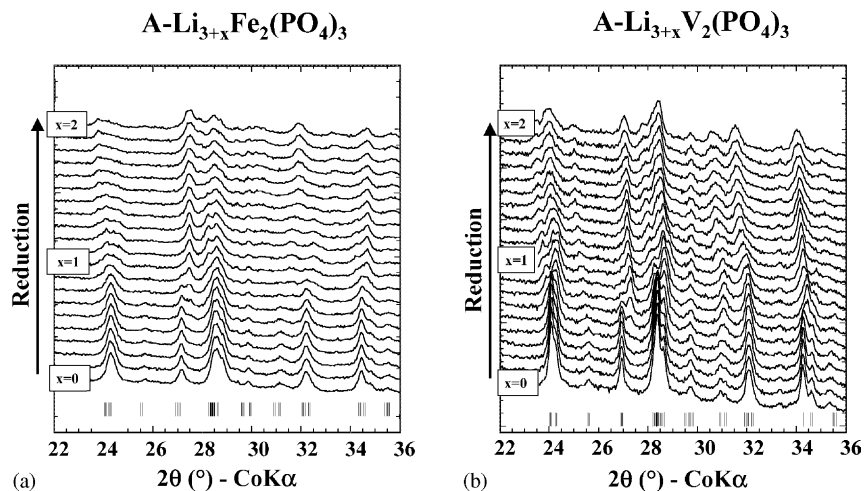 A-Li3+xFe2(PO4)3
x=2
x=1
x=0
Reduction
22 24 26 28 30 32 34 36
2θ (°) - CoKα
(a)
A-Li3+xV2(PO4)3
x=2
x=1
x=0
Reduction
22 24 26 28 30 32 34 36
2θ (°) - CoKα
(b)